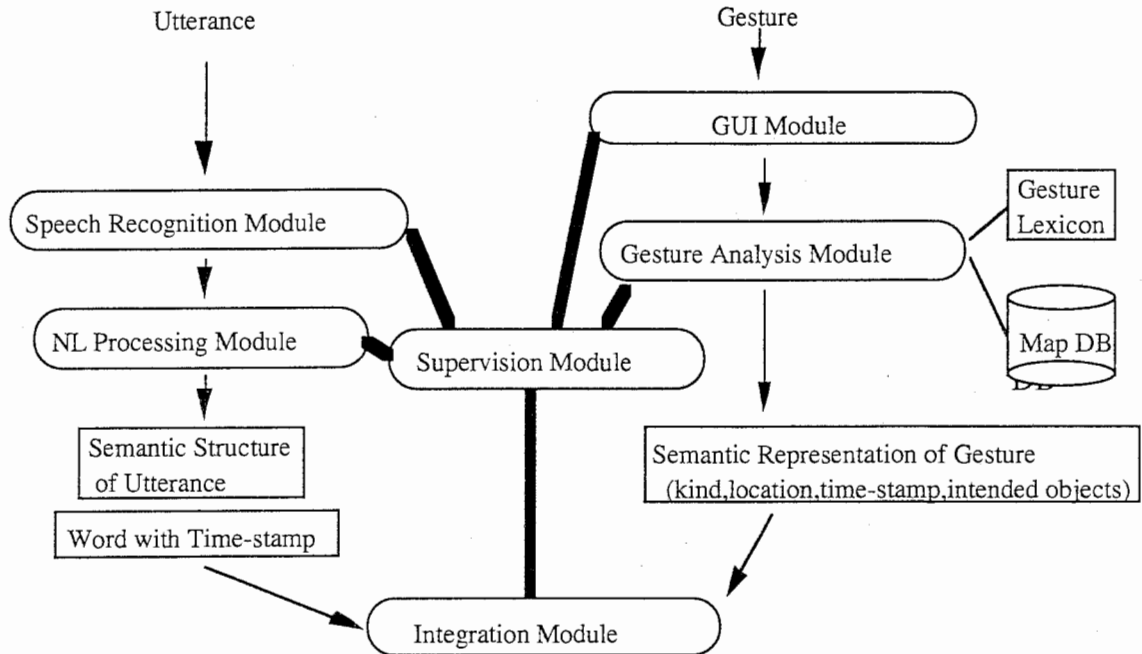 Utterance
Gesture
GUI Module
Speech Recognition Module
Gesture Analysis Module
Gesture
Lexicon
NL Processing Module
Supervision Module
Map DB
DB
Semantic Structure
of Utterance
Semantic Representation of Gesture
(kind,location,time-stamp,intended objects)
Word with Time-stamp
Integration Module